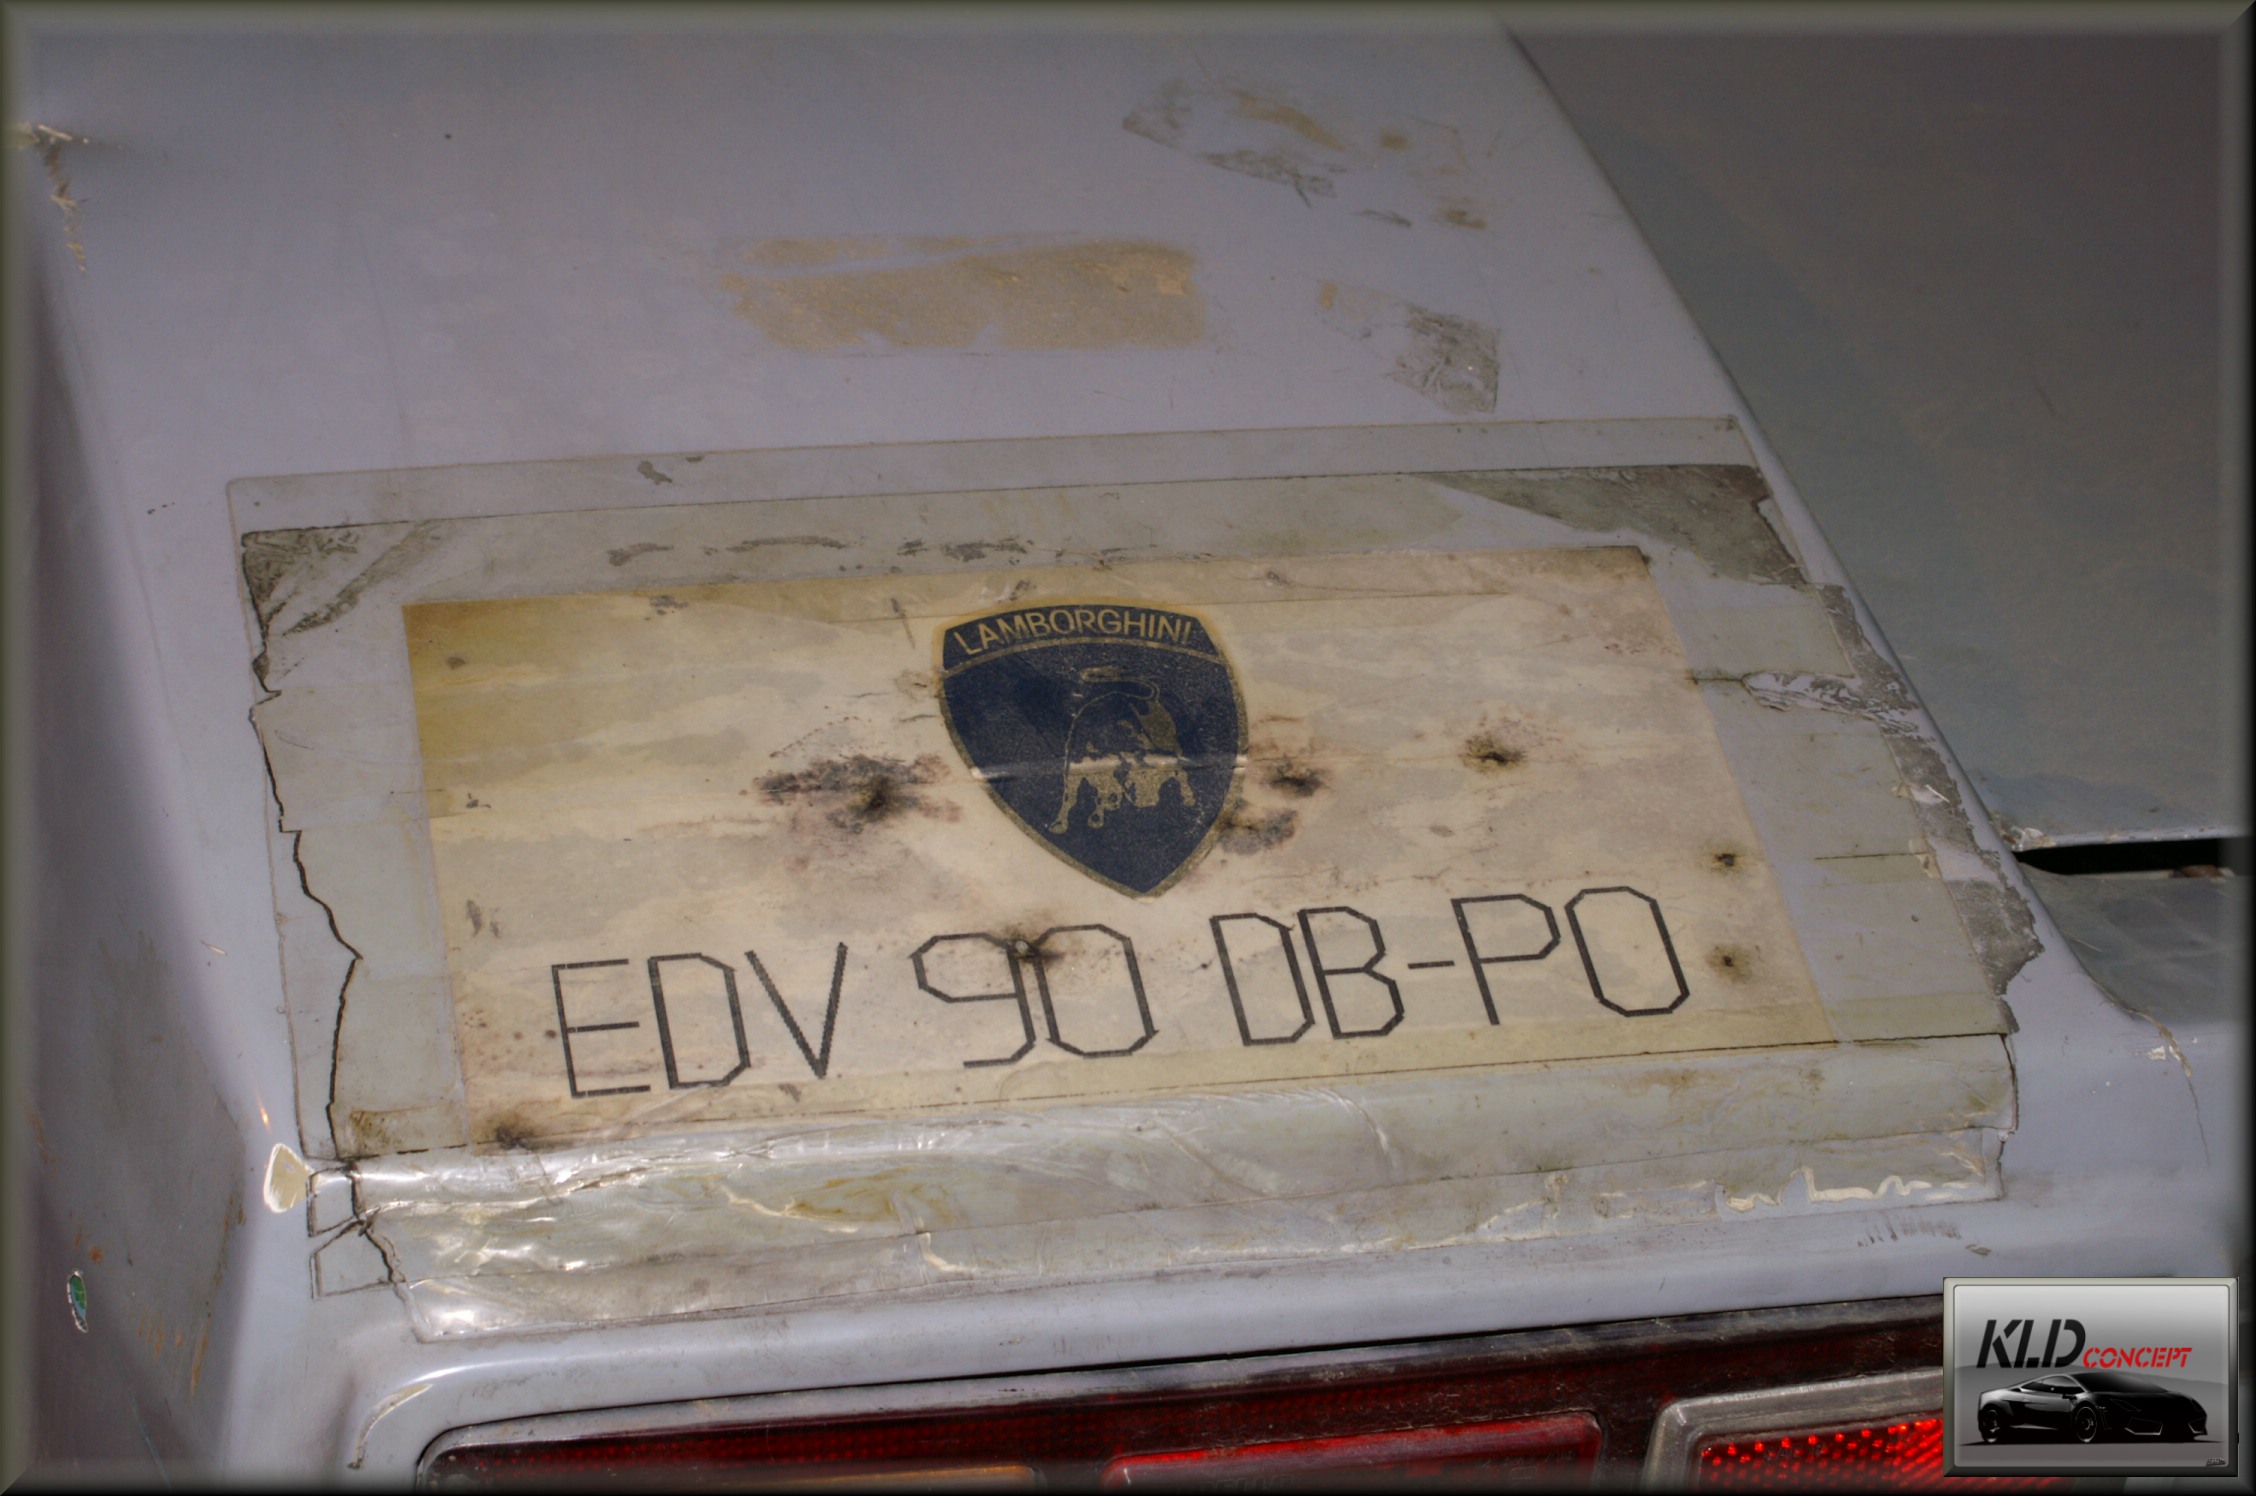 LAMBORGHINI
EDV 90 DB-PO
KLD CONCEPT